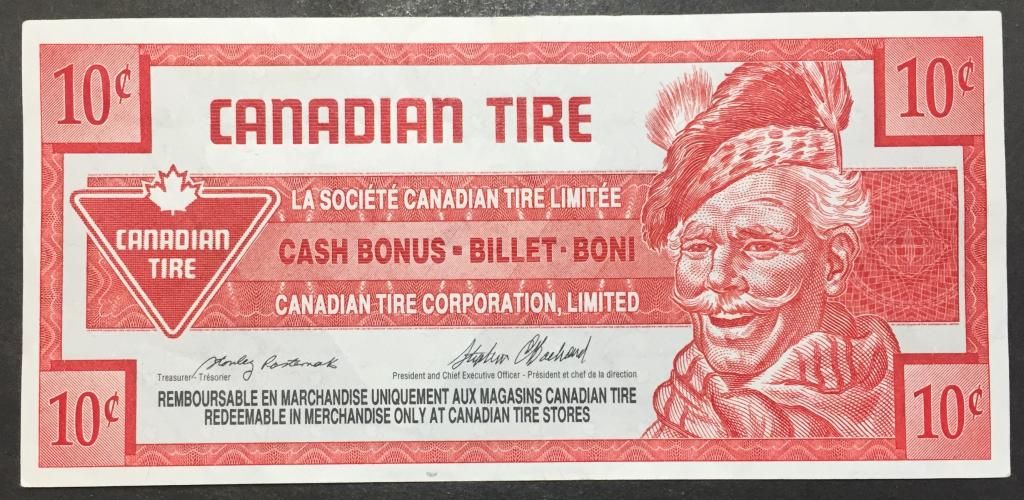 10¢
10¢
CANADIAN TIRE
LA SOCIÉTÉ CANADIAN TIRE LIMITÉE
CANADIAN
TIRE
CASH BONUS - BILLET-BONI
CANADIAN TIRE CORPORATION, LIMITED
Stephen
Treasurer - Trésorier
President and Chief Executive Officer - Président et chef de la direction
REMBOURSABLE EN MARCHANDISE UNIQUEMENT AUX MAGASINS CANADIAN TIRE
REDEEMABLE IN MERCHANDISE ONLY AT CANADIAN TIRE STORES
10¢
10¢